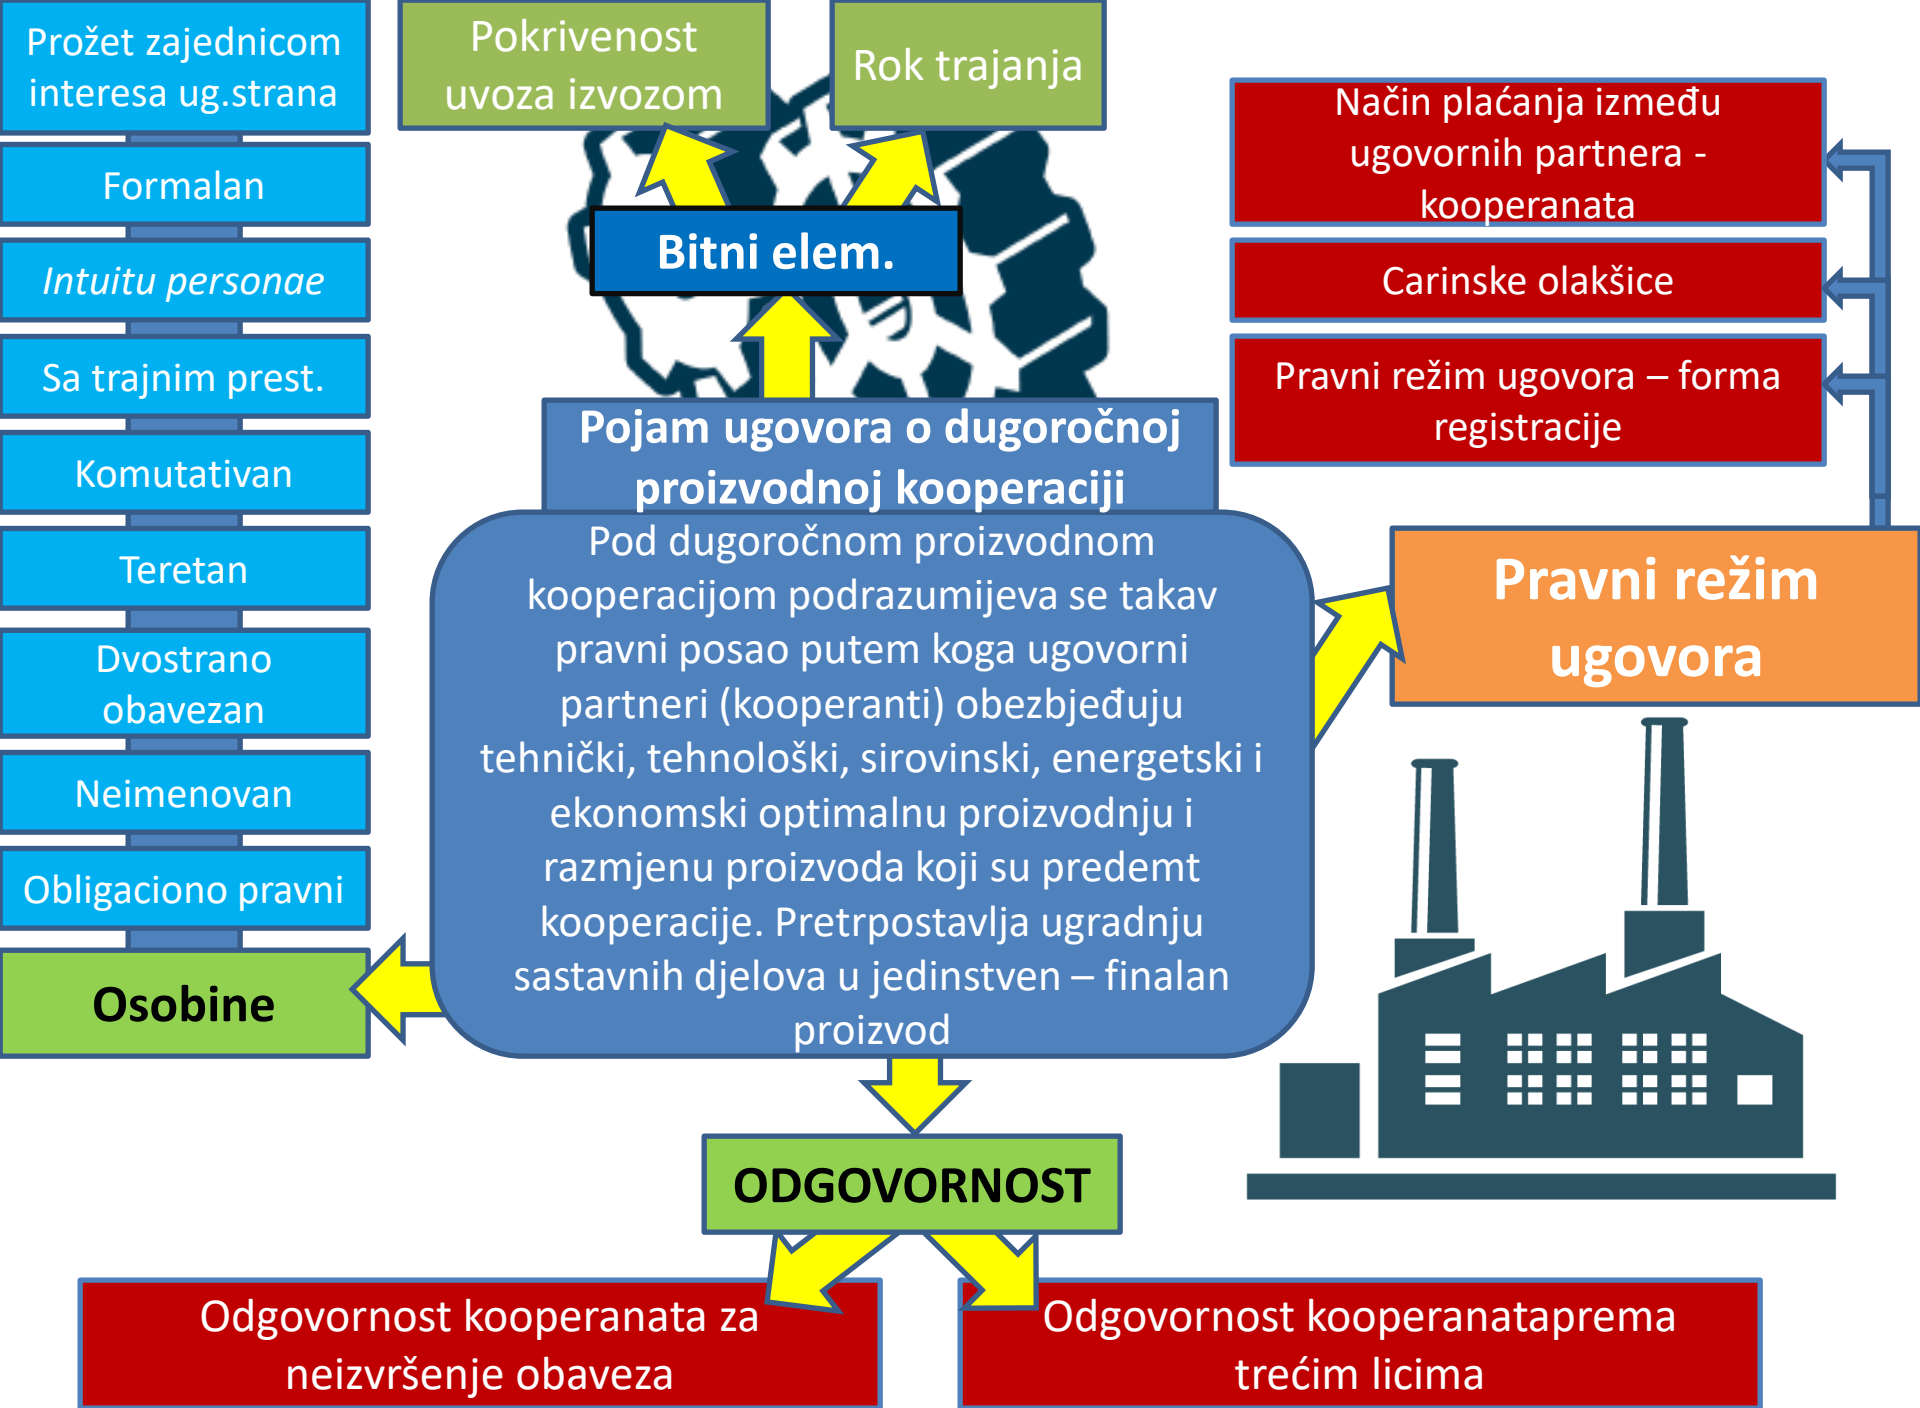 Prožet zajednicom
interesa ug.strana
Formalan
Intuitu personae
Sa trajnim prest.
Komutativan
Teretan
Dvostrano
obavezan
Neimenovan
Obligaciono pravni
Osobine
Pokrivenost
uvoza izvozom
Rok trajanja
Bitni elem.
Pojam ugovora o dugoročnoj
proizvodnoj kooperaciji
Pod dugoročnom proizvodnom
kooperacijom podrazumijeva se takav
pravni posao putem koga ugovorni
partneri (kooperanti) obezbjeđuju
tehnički, tehnološki, sirovinski, energetski i
ekonomski optimalnu proizvodnju i
razmjenu proizvoda koji su predemt
kooperacije. Pretrpostavlja ugradnju
sastavnih djelova u jedinstven – finalan
proizvod
Način plaćanja između
ugovornih partnera -
kooperanata
Carinske olakšice
Pravni režim ugovora – forma
registracije
Pravni režim
ugovora
ODGOVORNOST
Odgovornost kooperanata za
neizvršenje obaveza
Odgovornost kooperanataprema
trećim licima